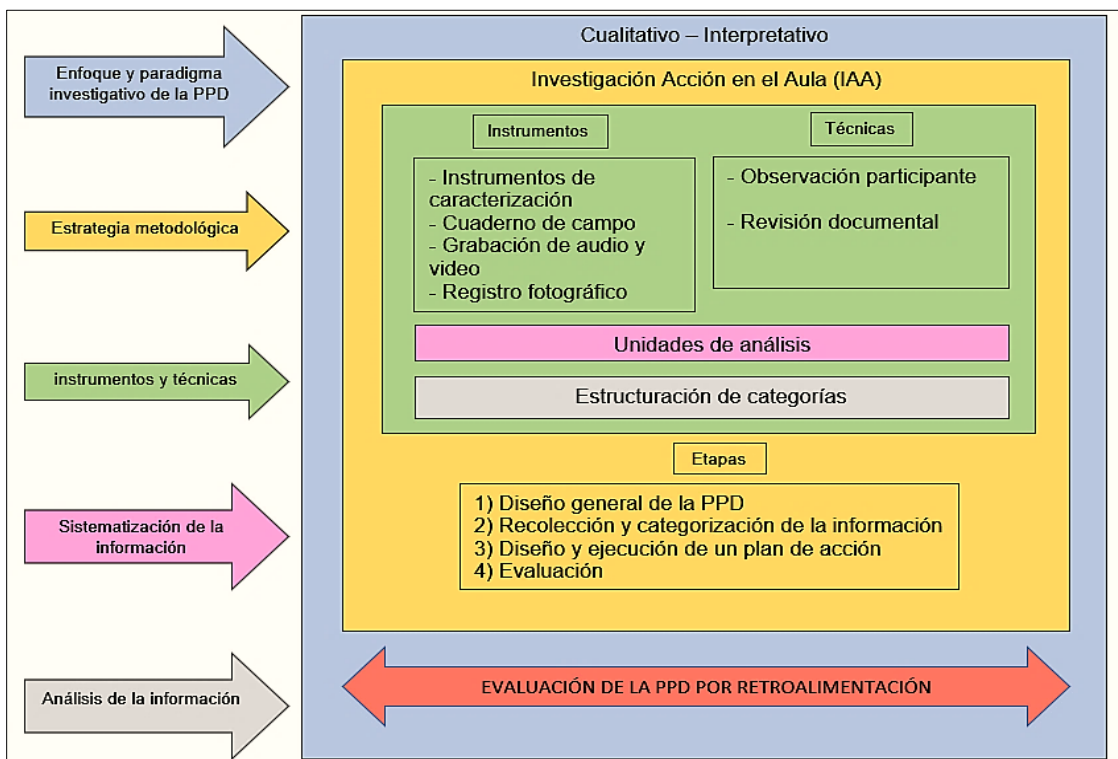 Enfoque y paradigma
investigativo de la PPD
Estrategia metodológica
instrumentos y técnicas
Sistematización de la
información
Análisis de la información
Cualitativo – Interpretativo
Investigación Acción en el Aula (IAA)
Instrumentos
- Instrumentos de
caracterización
- Cuaderno de campo
- Grabación de audio y
video
- Registro fotográfico
Técnicas
- Observación participante
- Revisión documental
Unidades de análisis
Estructuración de categorías
Etapas
1) Diseño general de la PPD
2) Recolección y categorización de la información
3) Diseño y ejecución de un plan de acción
4) Evaluación
EVALUACIÓN DE LA PPD POR RETROALIMENTACIÓN